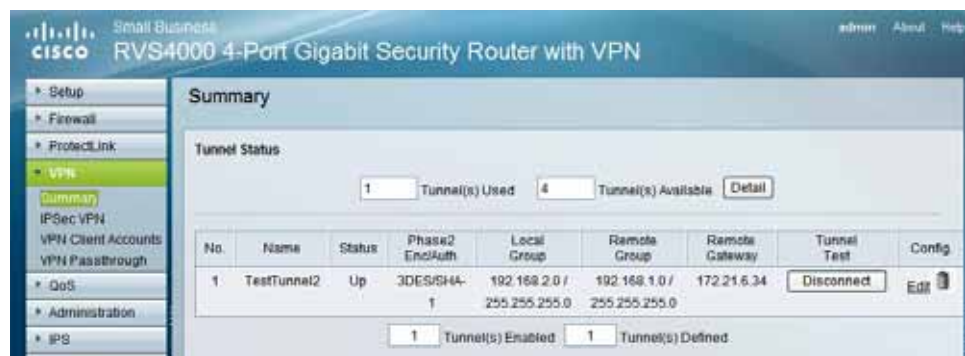 Small Business
cisco RVS4000 4-Port Gigabit Security Router with VPN
admin About Help
Setup
Firewall
ProtectLink
VPN
Summary
IPSec VPN
VPN Client Accounts
VPN Passthrough
QoS
Administration
IPS
Summary
Tunnel Status
1 Tunnel(s) Used 4 Tunnel(s) Available Detail
No. Name Status Phase2 Enc/Auth Local Group Remote Group Remote Gateway Tunnel Test Config.
1 TestTunnel2 Up 3DES/SHA-1 192.168.2.0 / 255.255.255.0 192.168.1.0 / 255.255.255.0 172.21.6.34 Disconnect Edit
1 Tunnel(s) Enabled 1 Tunnel(s) Defined